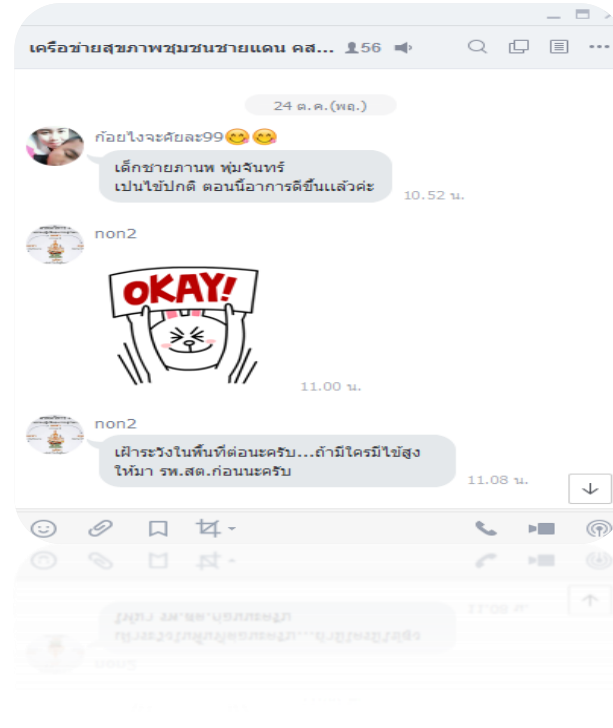 เครือข่ายสุขภาพชุมชนชายแดน คส... 56
24 ต.ค.(พฤ.)
ก้อยไงจะคัยละ99
เด็กชายภานพ พุ่มจันทร์
เปนไข้ปกติ ตอนนี้อาการดีขึ้นแล้วค่ะ
10.52 น.
non2
OKAY!
11.00 น.
non2
เฝ้าระวังในพื้นที่ต่อนะครับ...ถ้ามีใครมีไข้สูง
ให้มา รพ.สต.ก่อนนะครับ
11.08 น.